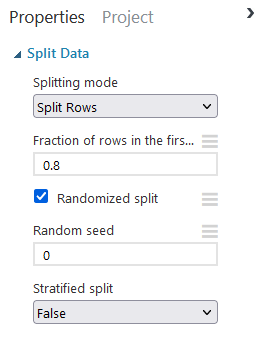 Properties Project
Split Data
Splitting mode
Split Rows
Fraction of rows in the firs...
0.8
Randomized split
Random seed
0
Stratified split
False